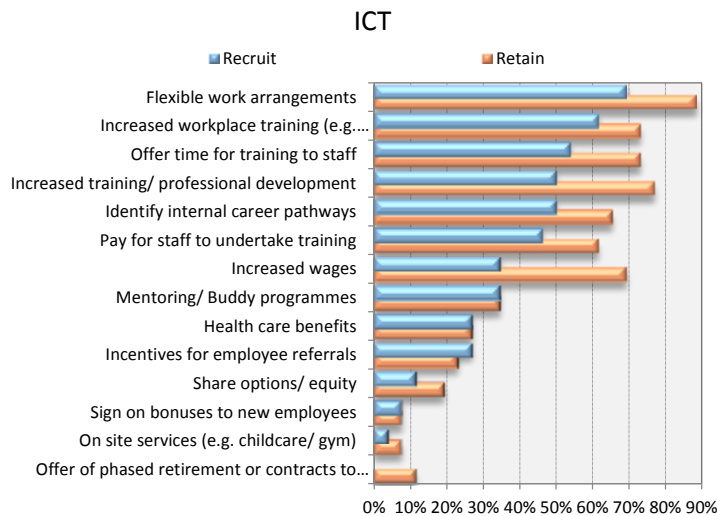 ICT
Recruit Retain
Flexible work arrangements
Increased workplace training (e.g.…
Offer time for training to staff
Increased training/ professional development
Identify internal career pathways
Pay for staff to undertake training
Increased wages
Mentoring/ Buddy programmes
Health care benefits
Incentives for employee referrals
Share options/ equity
Sign on bonuses to new employees
On site services (e.g. childcare/ gym)
Offer of phased retirement or contracts to…
0% 10% 20% 30% 40% 50% 60% 70% 80% 90%